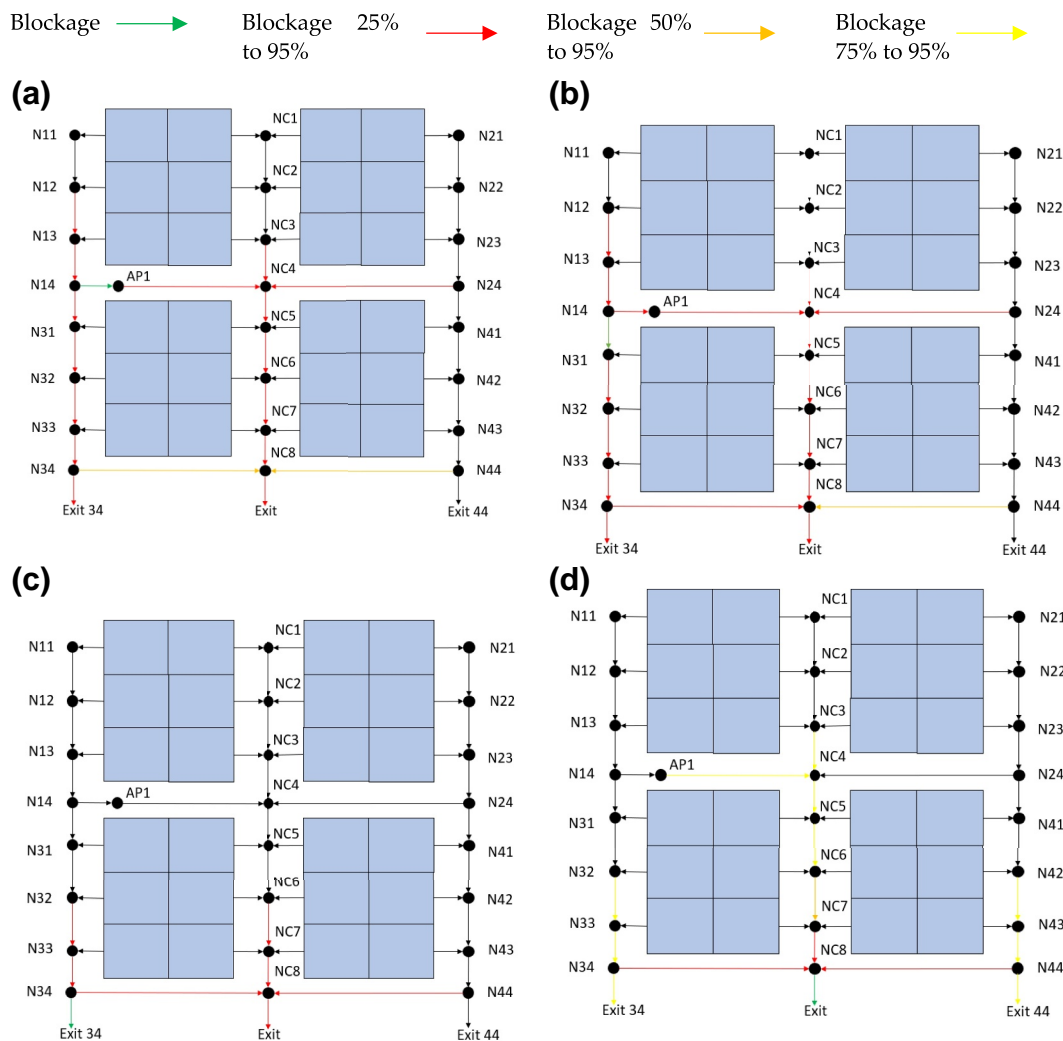 Blockage
Blockage 25%
to 95%
Blockage 50%
to 95%
Blockage
75% to 95%
(a)
N11
NC1
N21
N12
NC2
N22
N13
NC3
N23
N14
AP1
NC4
N24
N31
NC5
N41
N32
NC6
N42
N33
NC7
N43
N34
NC8
N44
Exit 34
Exit
Exit 44
(b)
N11
NC1
N21
N12
NC2
N22
N13
NC3
N23
N14
AP1
NC4
N24
N31
NC5
N41
N32
NC6
N42
N33
NC7
N43
N34
NC8
N44
Exit 34
Exit
Exit 44
(c)
N11
NC1
N21
N12
NC2
N22
N13
NC3
N23
N14
AP1
NC4
N24
N31
NC5
N41
N32
NC6
N42
N33
NC7
N43
N34
NC8
N44
Exit 34
Exit
Exit 44
(d)
N11
NC1
N21
N12
NC2
N22
N13
NC3
N23
N14
AP1
NC4
N24
N31
NC5
N41
N32
NC6
N42
N33
NC7
N43
N34
NC8
N44
Exit 34
Exit
Exit 44